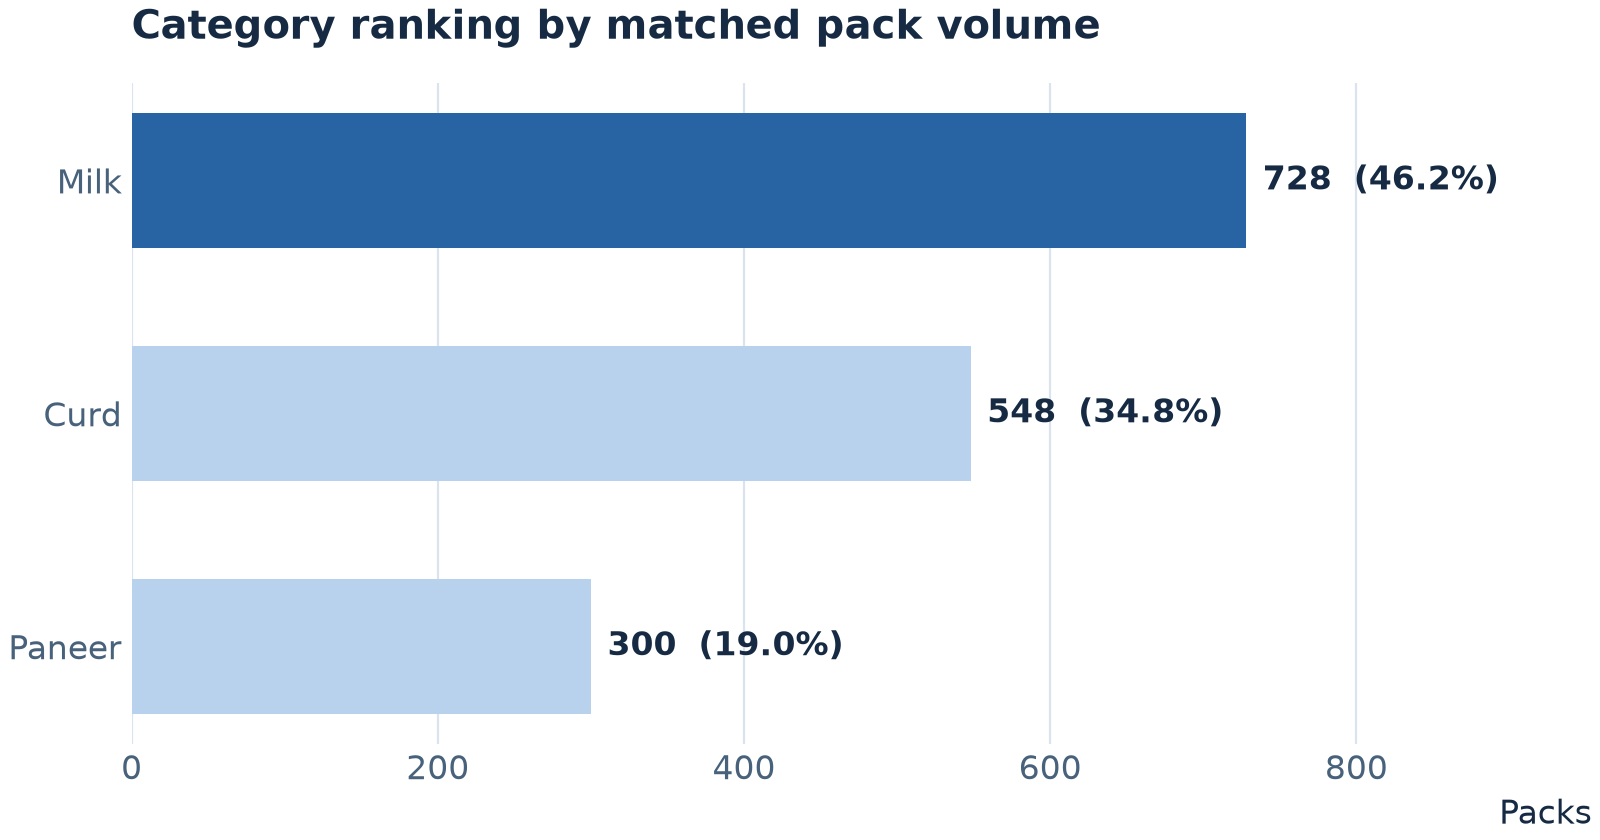 Category ranking by matched pack volume
Milk 728 (46.2%)
Curd 548 (34.8%)
Paneer 300 (19.0%)
0 200 400 600 800
Packs